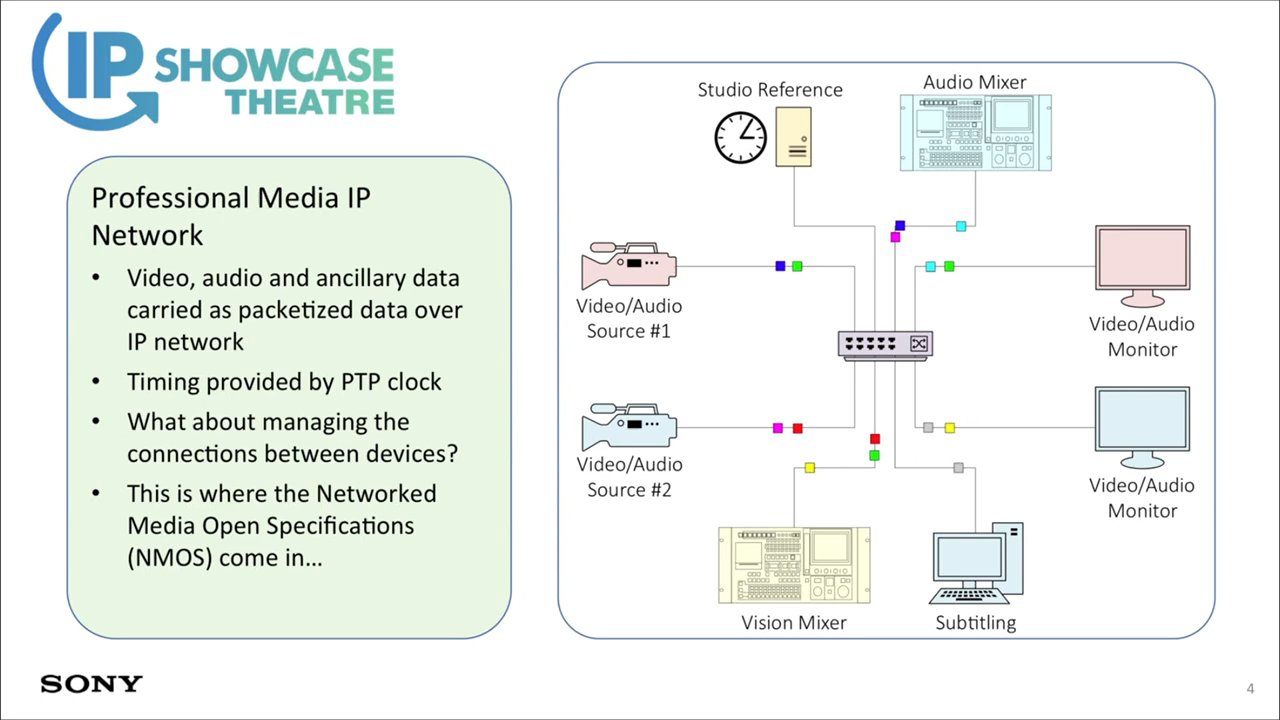 IP SHOWCASE
THEATRE
Professional Media IP
Network
• Video, audio and ancillary data
carried as packetized data over
IP network
• Timing provided by PTP clock
• What about managing the
connections between devices?
• This is where the Networked
Media Open Specifications
(NMOS) come in…
Studio Reference
Audio Mixer
Video/Audio
Source #1
Video/Audio
Monitor
Video/Audio
Source #2
Video/Audio
Monitor
Vision Mixer
Subtitling
SONY
4